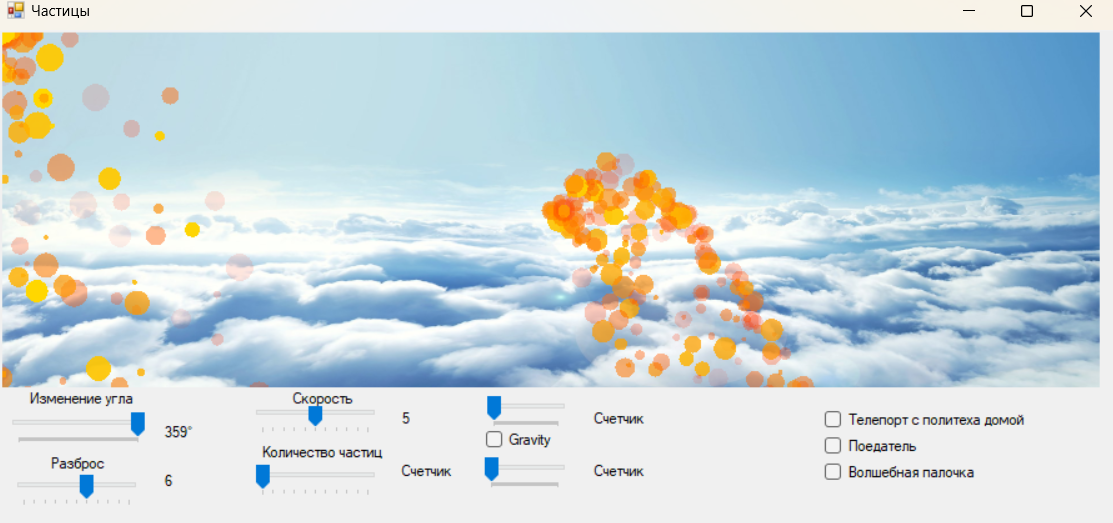 Частицы
Изменение угла
359°
Разброс
6
Скорость
5
Количество частиц
Счетчик
Счетчик
Gravity
Счетчик
Телепорт с политеха домой
Поедатель
Волшебная палочка